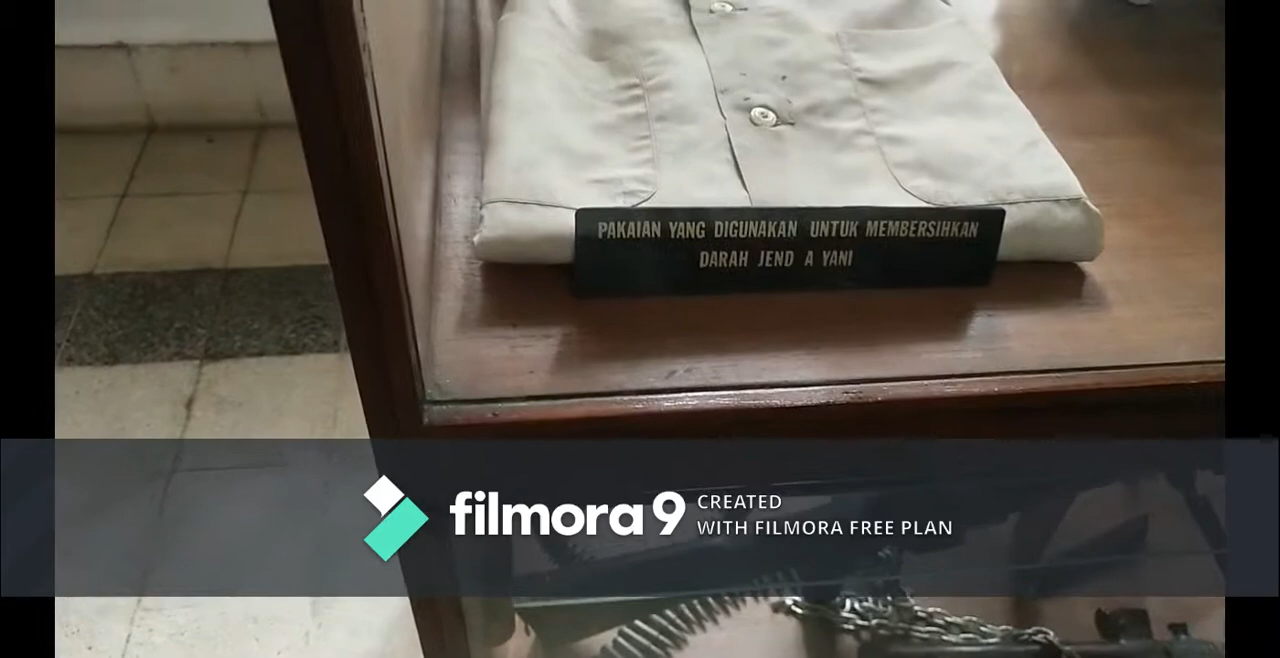 PAKAIAN YANG DIGUNAKAN UNTUK MEMBERSIHKAN
DARAH JEND A YANI
filmora9
CREATED
WITH FILMORA FREE PLAN